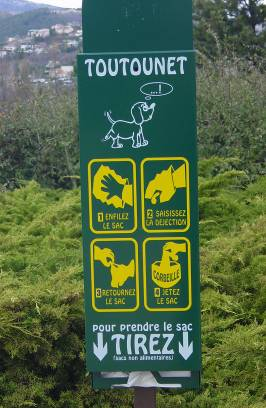 TOUTOUNET
...!
1 ENFILEZ
LE SAC
2 SAISISSEZ
LA DEJECTION
3 RETOURNEZ
LE SAC
CORBEILLE
4 JETEZ
LE SAC
pour prendre le sac
TIREZ
(sacs non alimentaires)